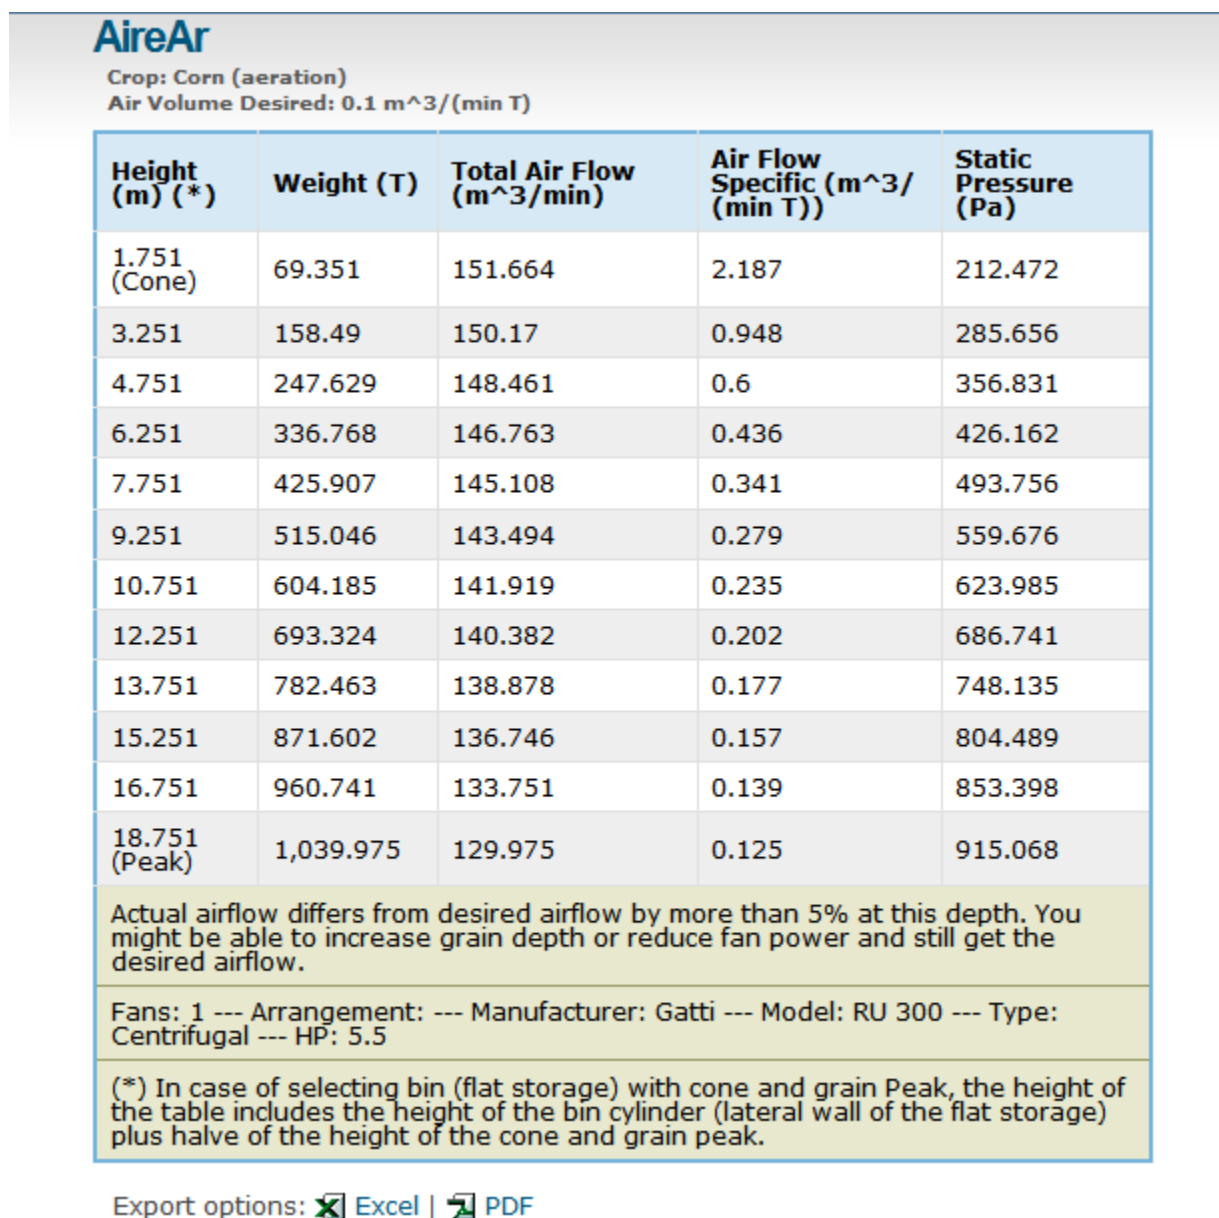 AireAr
Crop: Corn (aeration)
Air Volume Desired: 0.1 m^3/(min T)
Height (m) (*) Weight (T) Total Air Flow (m^3/min) Air Flow Specific (m^3/(min T)) Static Pressure (Pa)
1.751 (Cone) 69.351 151.664 2.187 212.472
3.251 158.49 150.17 0.948 285.656
4.751 247.629 148.461 0.6 356.831
6.251 336.768 146.763 0.436 426.162
7.751 425.907 145.108 0.341 493.756
9.251 515.046 143.494 0.279 559.676
10.751 604.185 141.919 0.235 623.985
12.251 693.324 140.382 0.202 686.741
13.751 782.463 138.878 0.177 748.135
15.251 871.602 136.746 0.157 804.489
16.751 960.741 133.751 0.139 853.398
18.751 (Peak) 1,039.975 129.975 0.125 915.068
Actual airflow differs from desired airflow by more than 5% at this depth. You
might be able to increase grain depth or reduce fan power and still get the
desired airflow.
Fans: 1 --- Arrangement: --- Manufacturer: Gatti --- Model: RU 300 --- Type:
Centrifugal --- HP: 5.5
(*) In case of selecting bin (flat storage) with cone and grain Peak, the height of
the table includes the height of the bin cylinder (lateral wall of the flat storage)
plus halve of the height of the cone and grain peak.
Export options: Excel | PDF